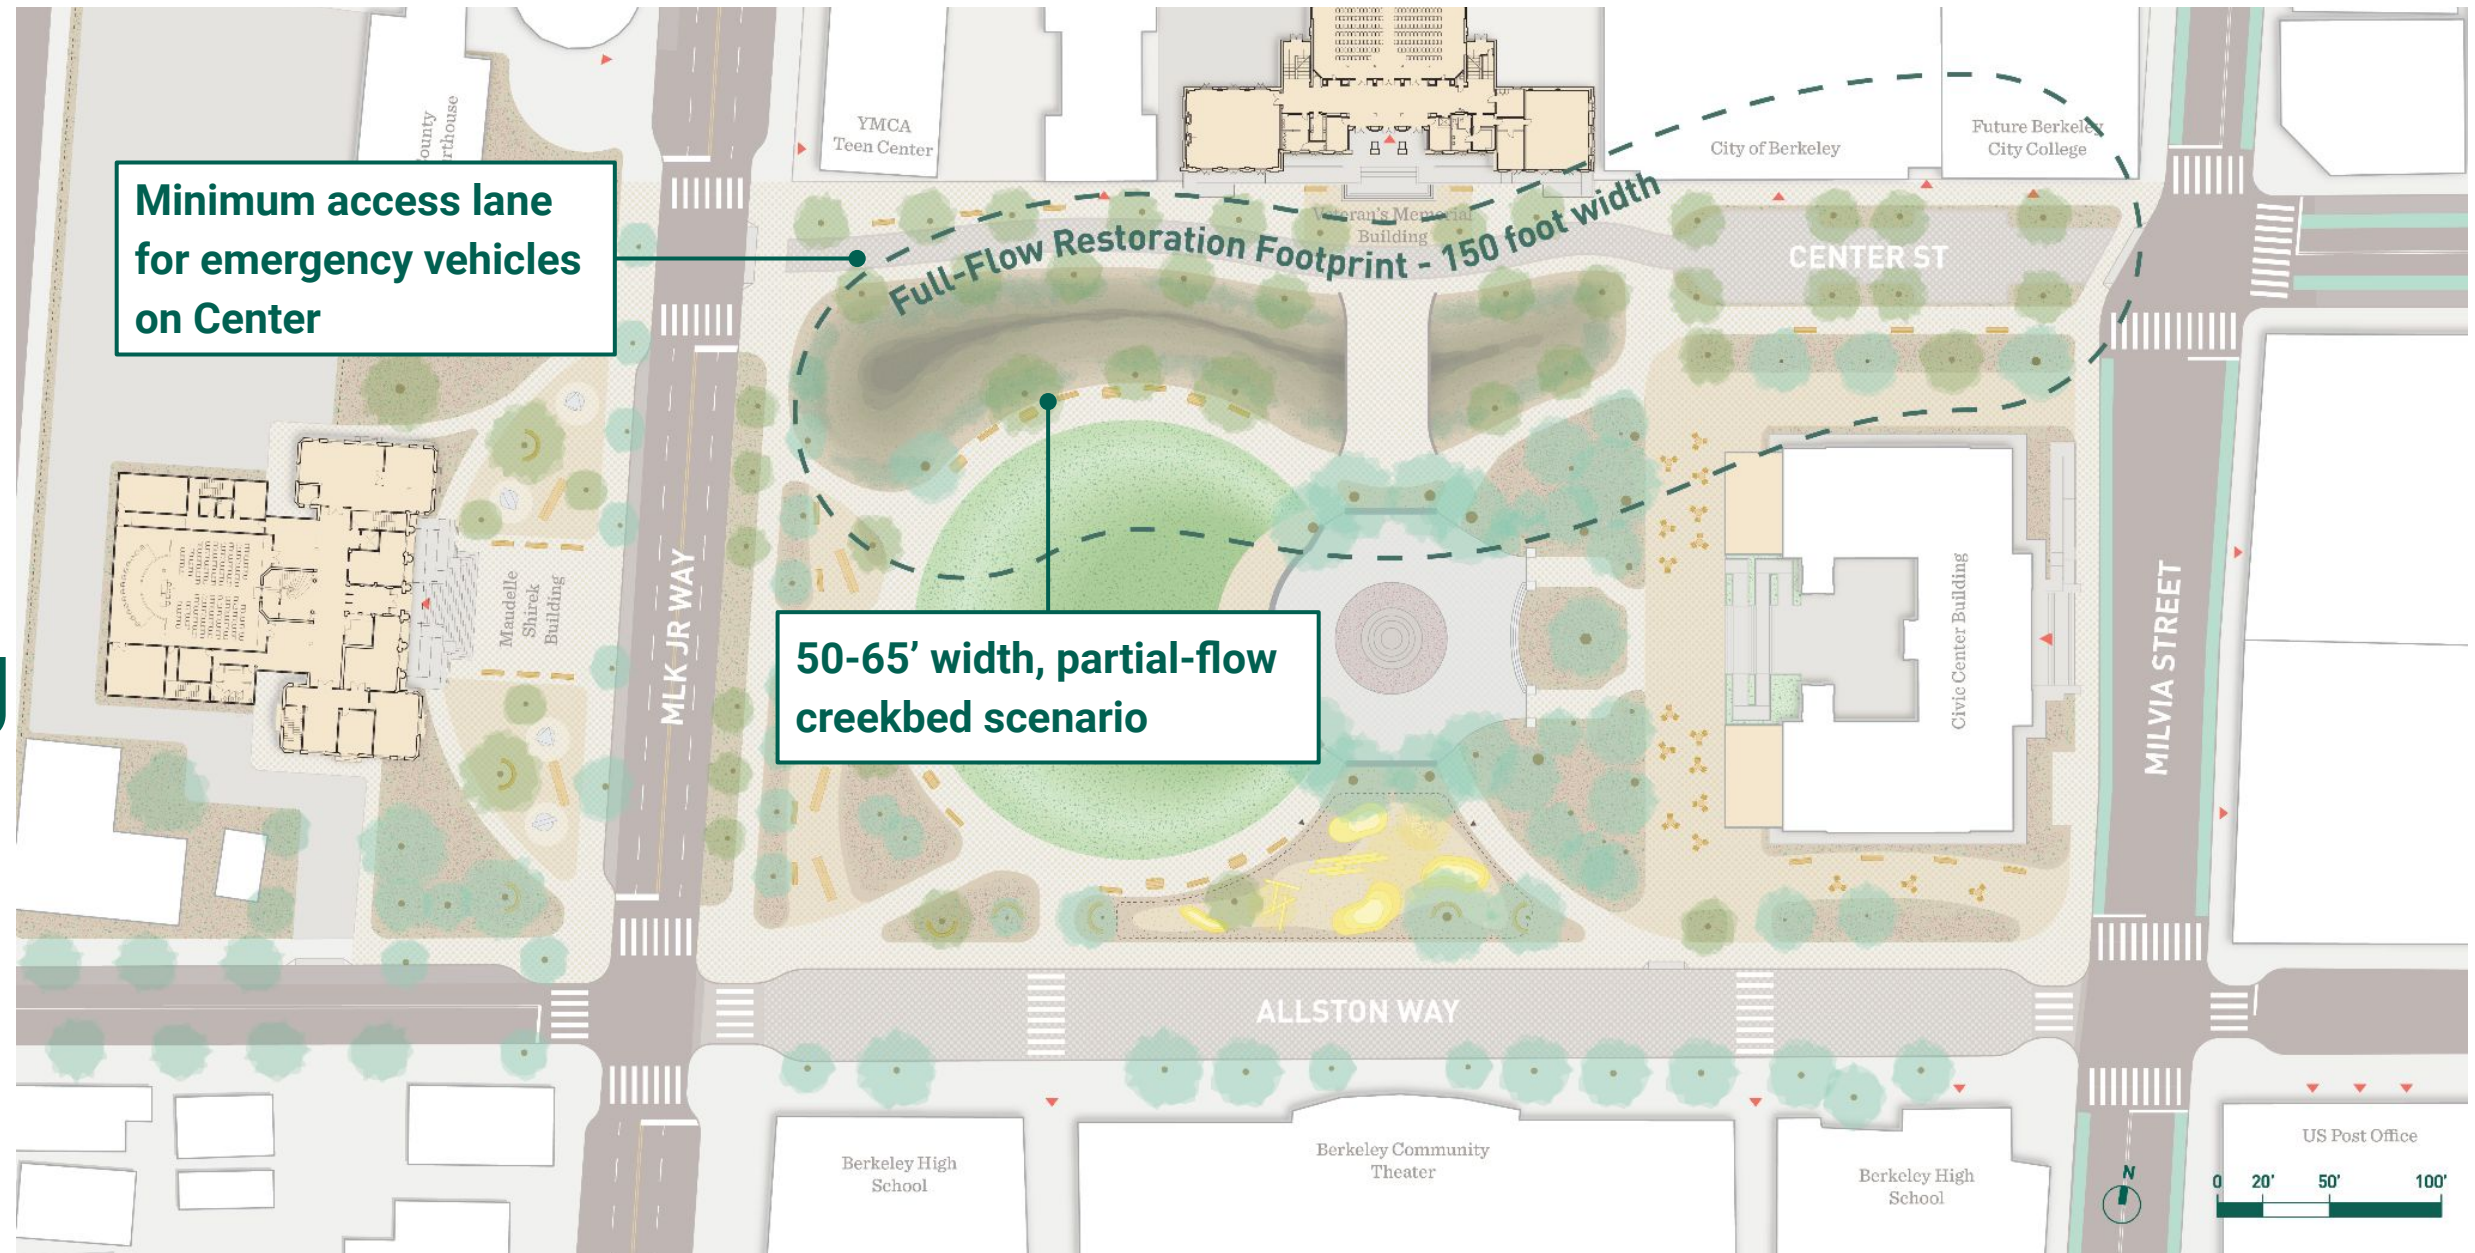 County
Courthouse
YMCA
Teen Center
City of Berkeley
Future Berkeley
City College
Minimum access lane
for emergency vehicles
on Center
Veteran's Memorial
Building
Full-Flow Restoration Footprint - 150 foot width
CENTER ST
Maudelle
Shirek
Building
MLK JR WAY
50-65’ width, partial-flow
creekbed scenario
Civic Center Building
MILVIA STREET
ALLSTON WAY
Berkeley High
School
Berkeley Community
Theater
Berkeley High
School
US Post Office
N
0 20' 50' 100'